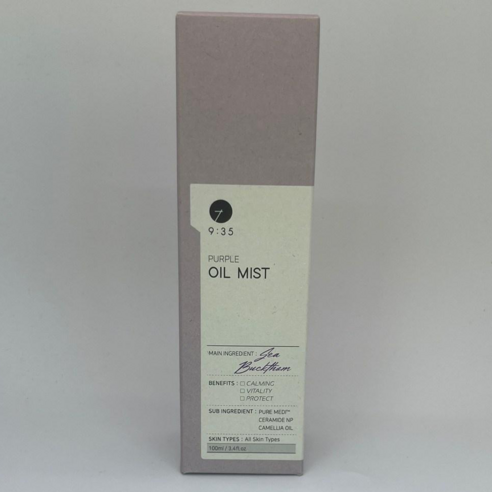 9:35
PURPLE
OIL MIST
MAIN INGREDIENT : Sea
Buckthorn
BENEFITS : □ CALMING
□ VITALITY
□ PROTECT
SUB INGREDIENT : PURE MEDI™
CERAMIDE NP
CAMELLIA OIL
SKIN TYPES : All Skin Types
100ml / 3.4fl.oz